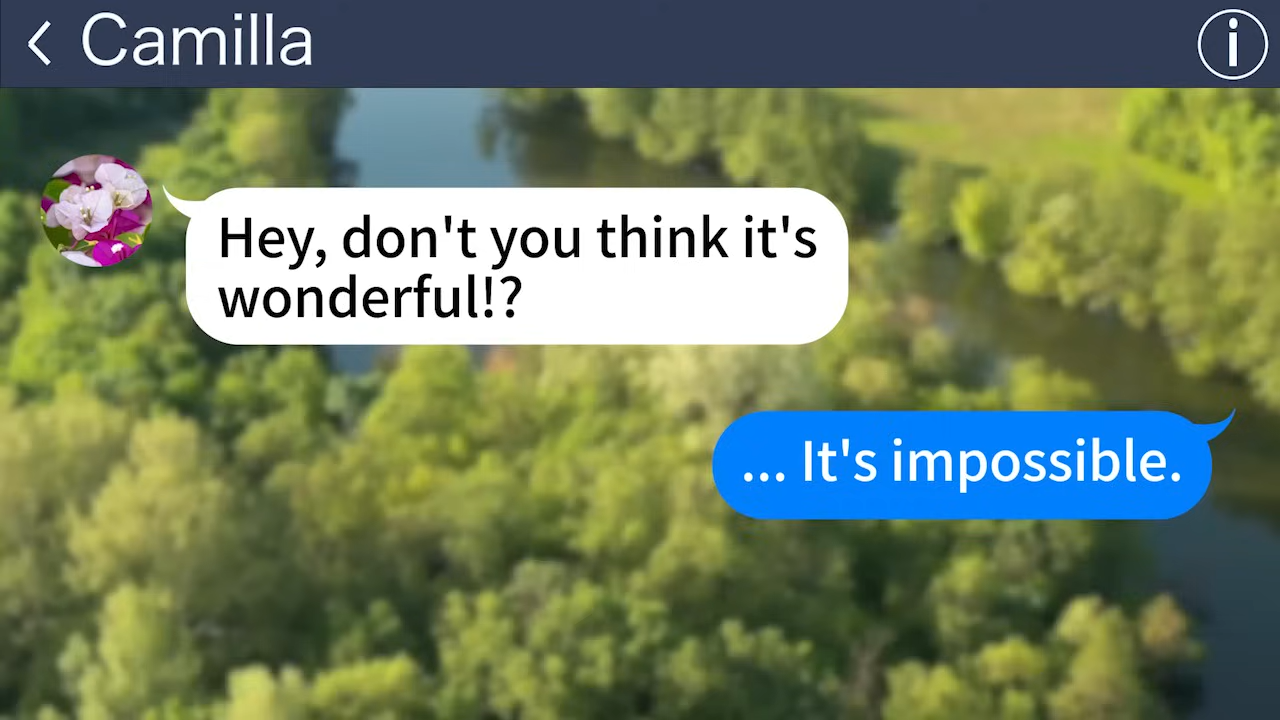 Camilla
Hey, don't you think it's
wonderful!?
... It's impossible.